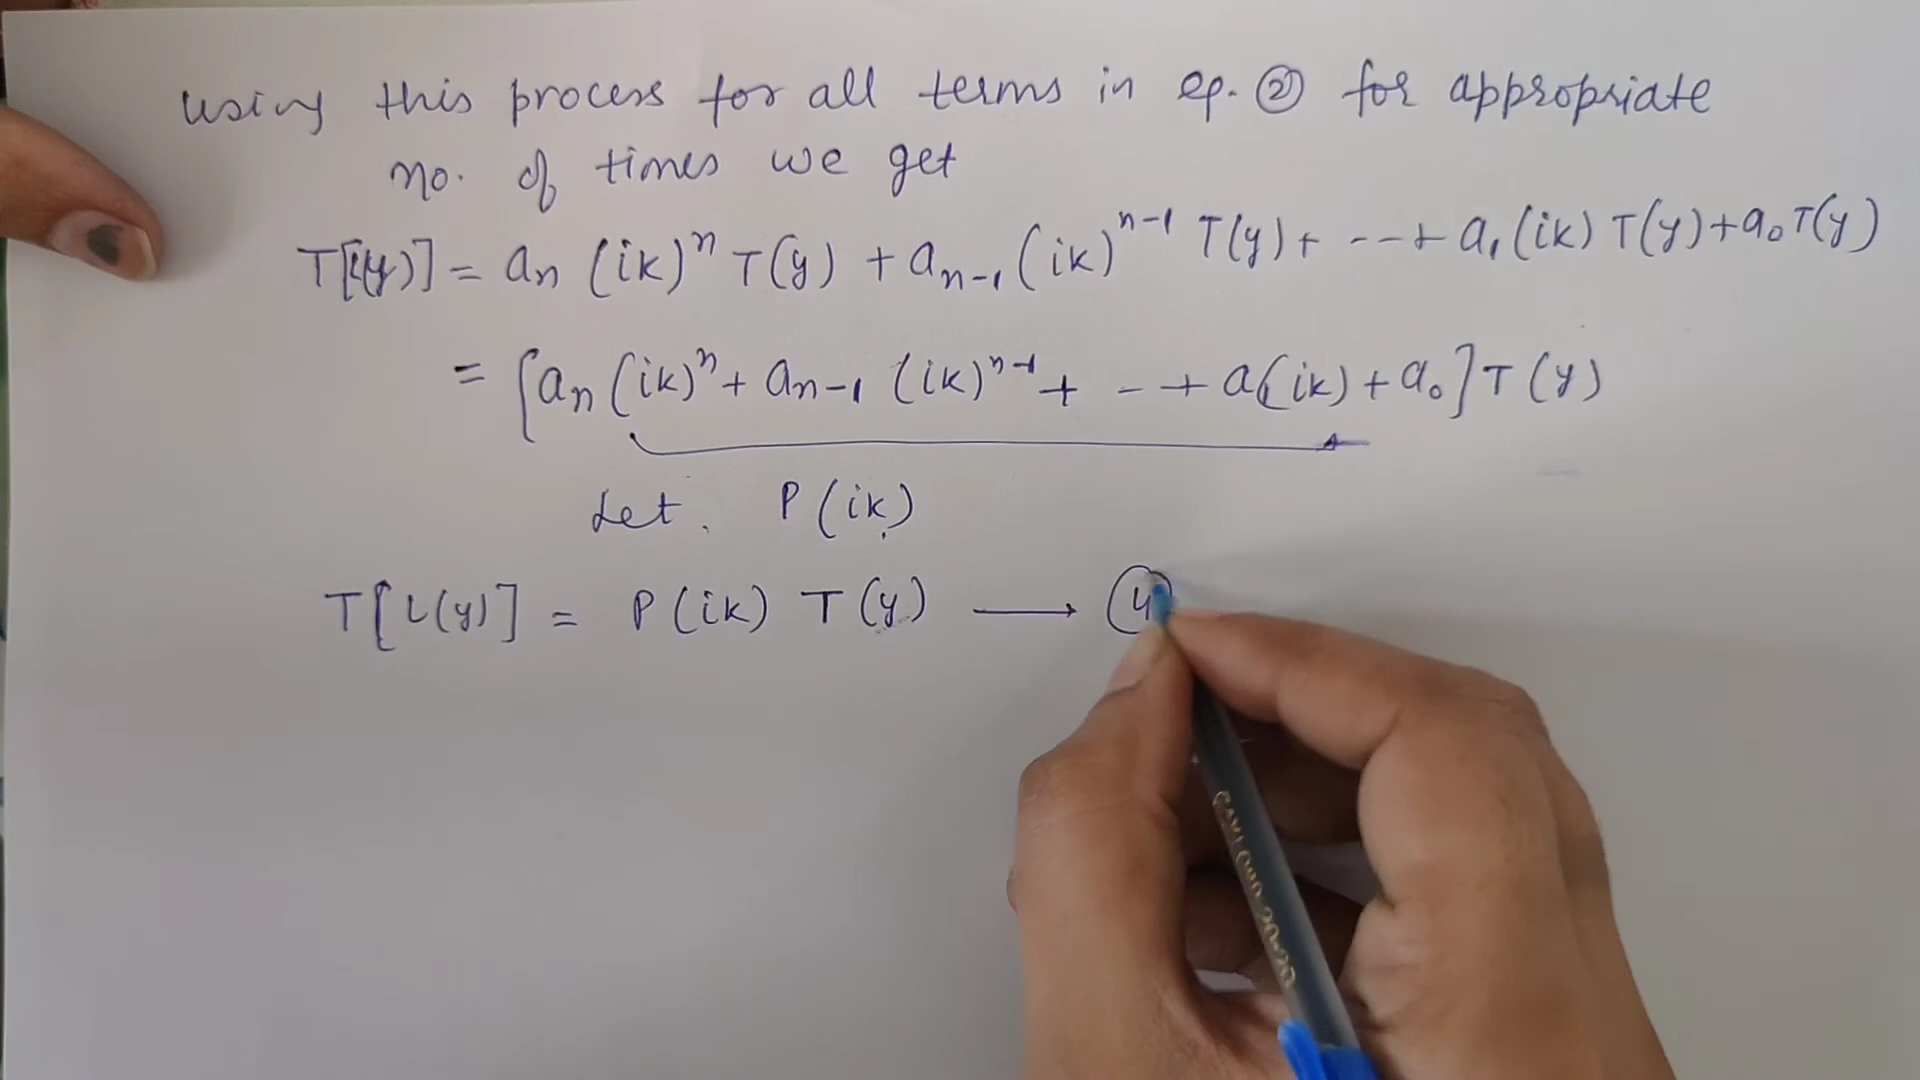 using this process for all terms in eq. ② for appropriate
no. of times we get
T[L(y)] = aₙ (ik)ⁿ T(y) + aₙ₋₁ (ik)ⁿ⁻¹ T(y) + --+ a₁ (ik) T(y) + a₀ T(y)
= [aₙ (ik)ⁿ + aₙ₋₁ (ik)ⁿ⁻¹ + -- + a₁(ik) + a₀] T (y)
Let. P (ik)
T[L(y)] = P(ik) T(y) ⟶ ④